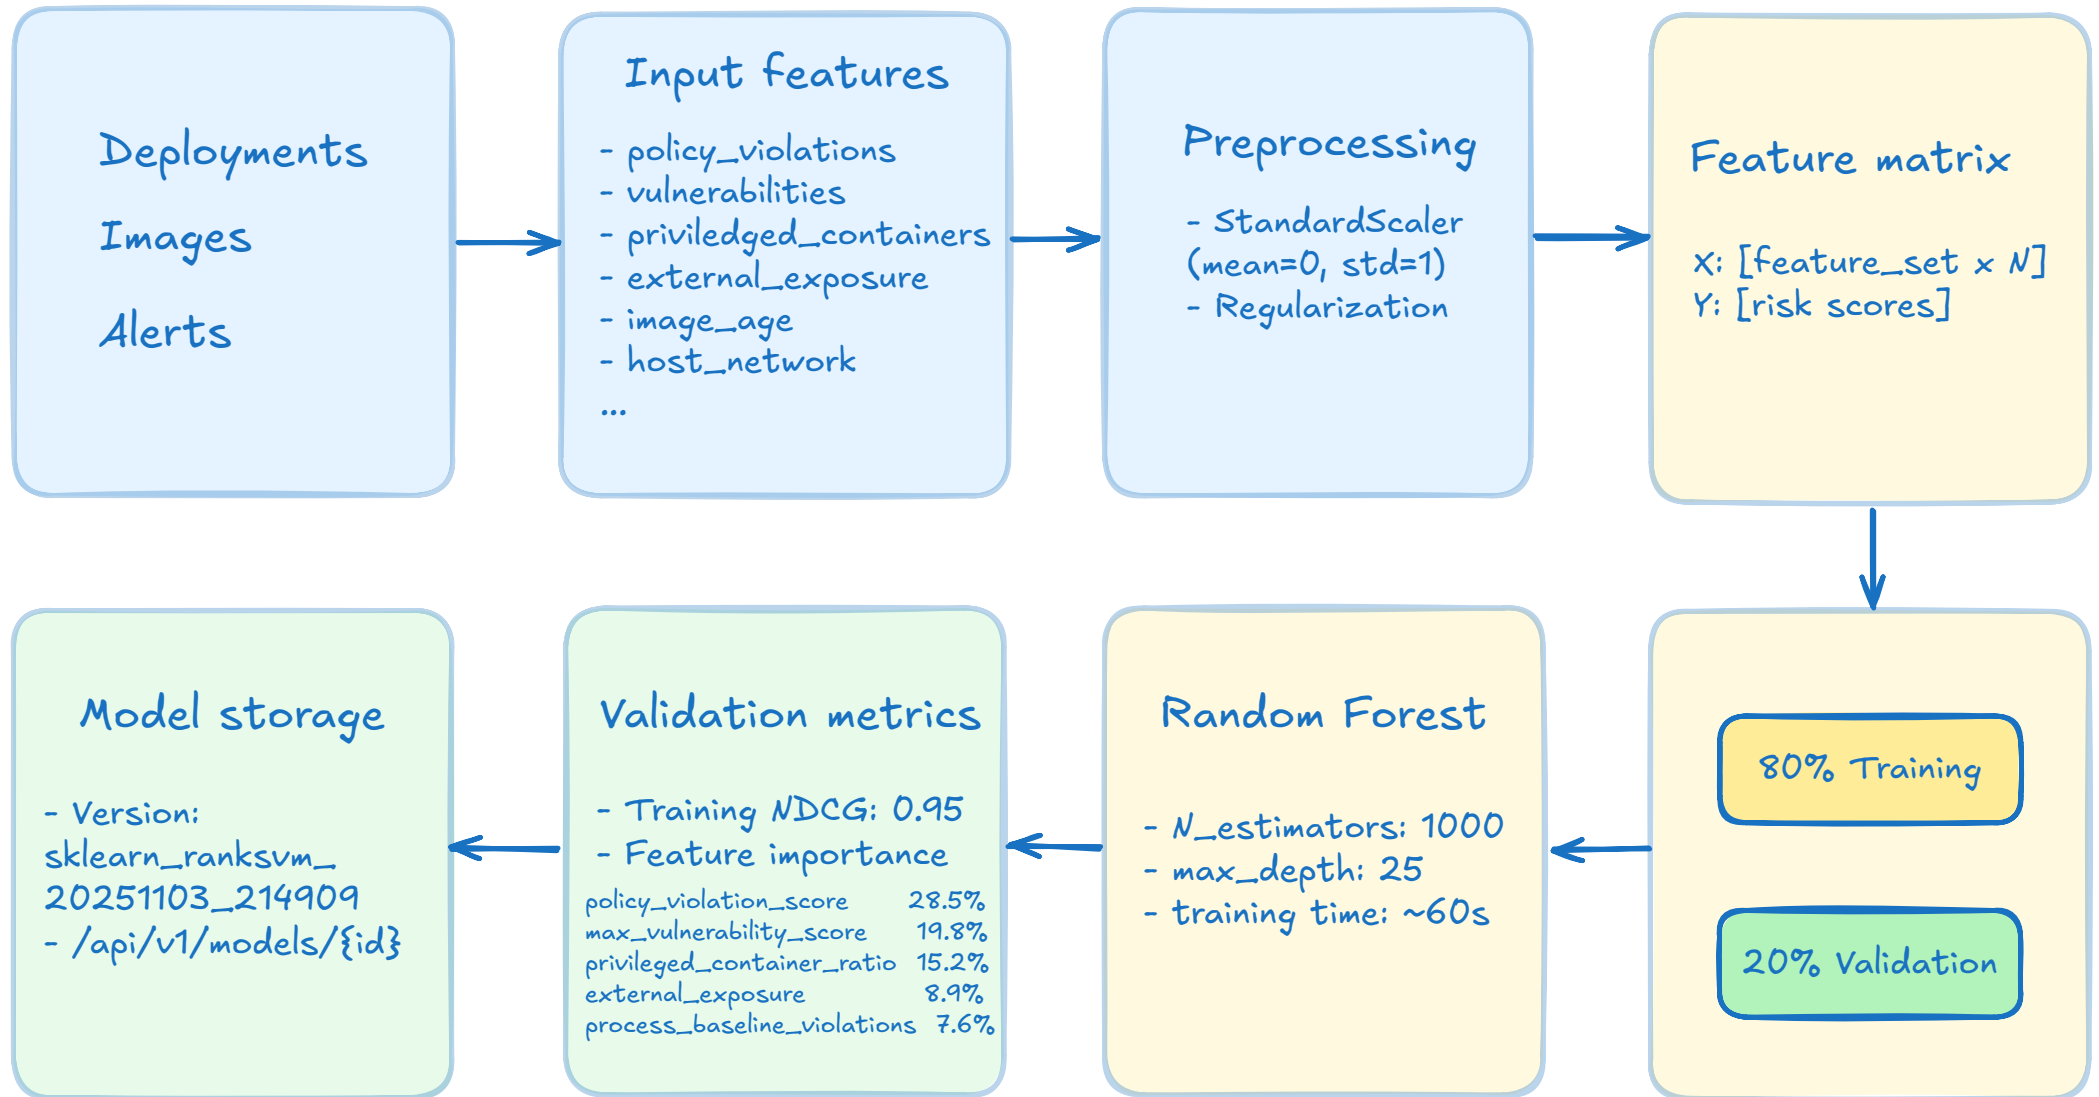 Deployments
Images
Alerts
Input features
- policy_violations
- vulnerabilities
- priviledged_containers
- external_exposure
- image_age
- host_network
...
Preprocessing
- StandardScaler
(mean=0, std=1)
- Regularization
Feature matrix
X: [feature_set x N]
Y: [risk scores]
80% Training
20% Validation
Random Forest
- N_estimators: 1000
- max_depth: 25
- training time: ~60s
Validation metrics
- Training NDCG: 0.95
- Feature importance
policy_violation_score 28.5%
max_vulnerability_score 19.8%
privileged_container_ratio 15.2%
external_exposure 8.9%
process_baseline_violations 7.6%
Model storage
- Version:
sklearn_ranksvm_
20251103_214909
- /api/v1/models/{id}